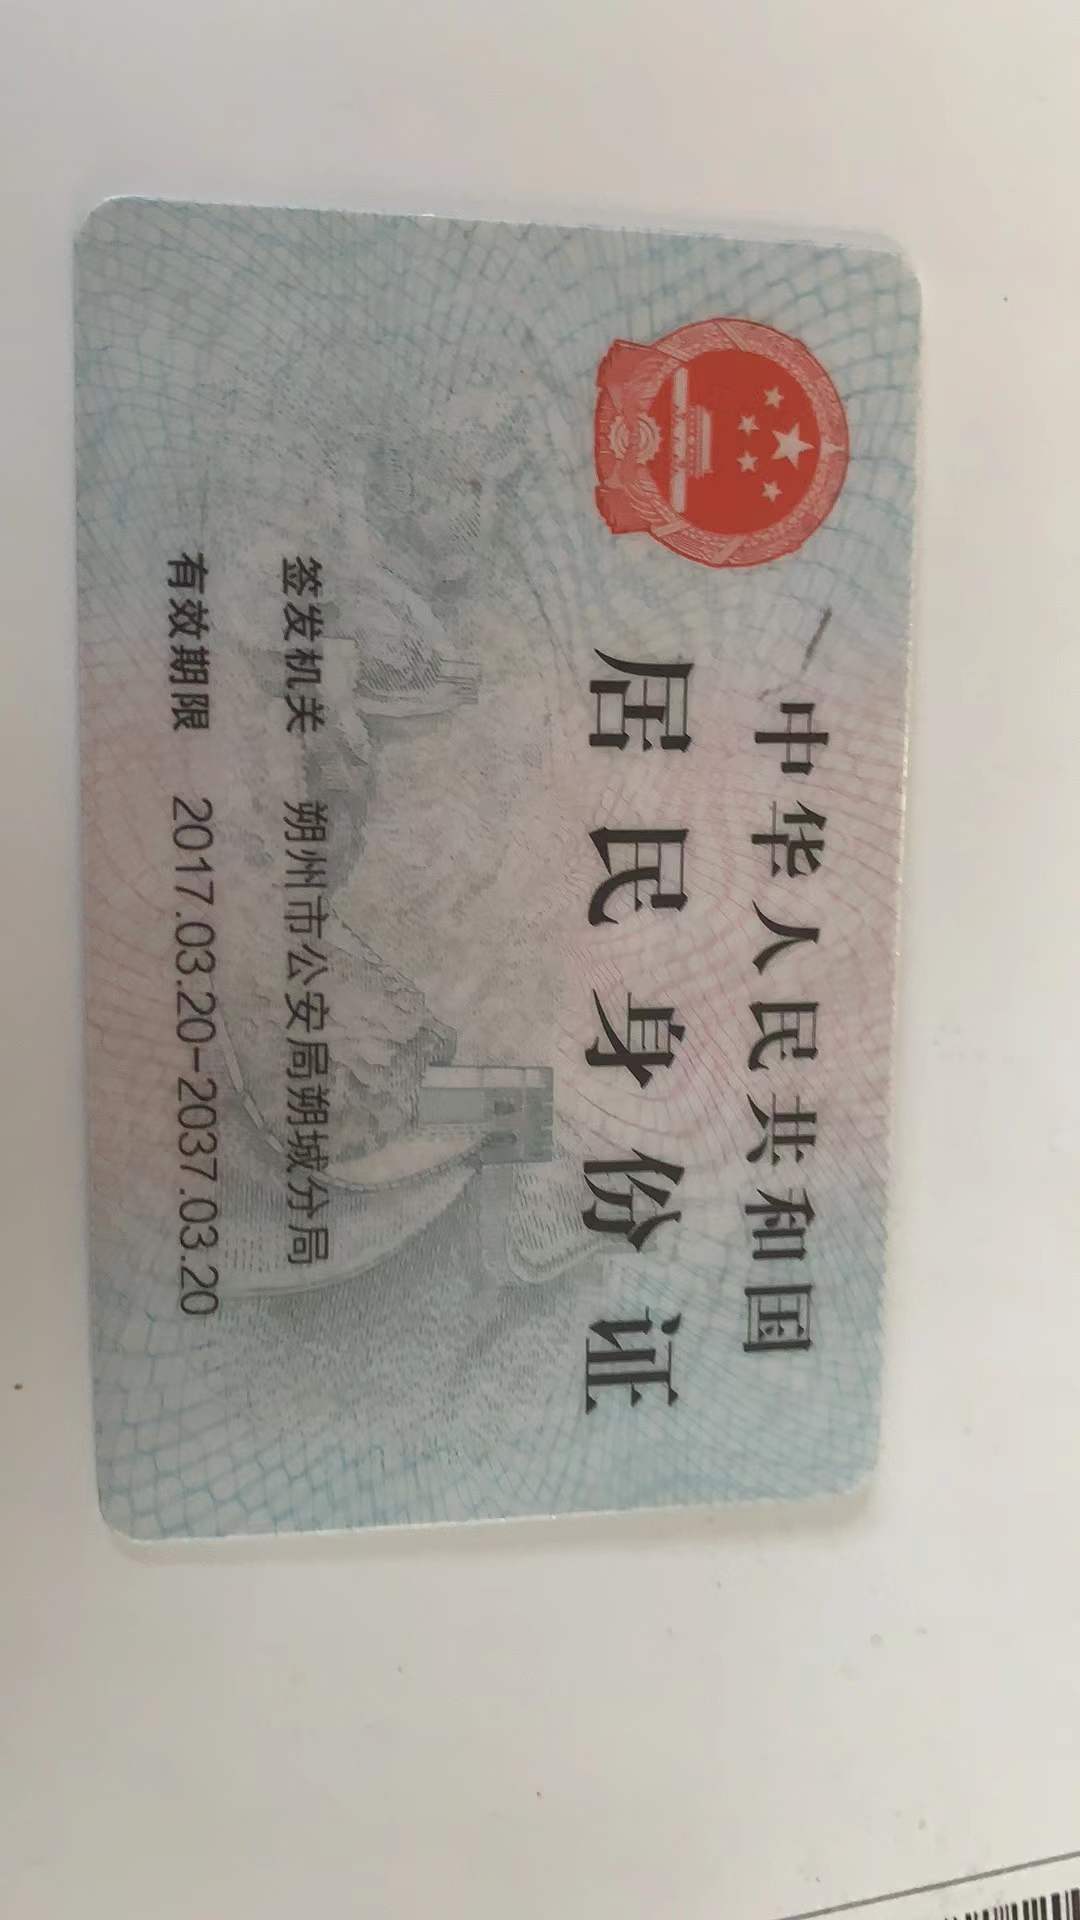 中华人民共和国
居民身份证
签发机关 朔州市公安局朔城分局
有效期限 2017.03.20-2037.03.20